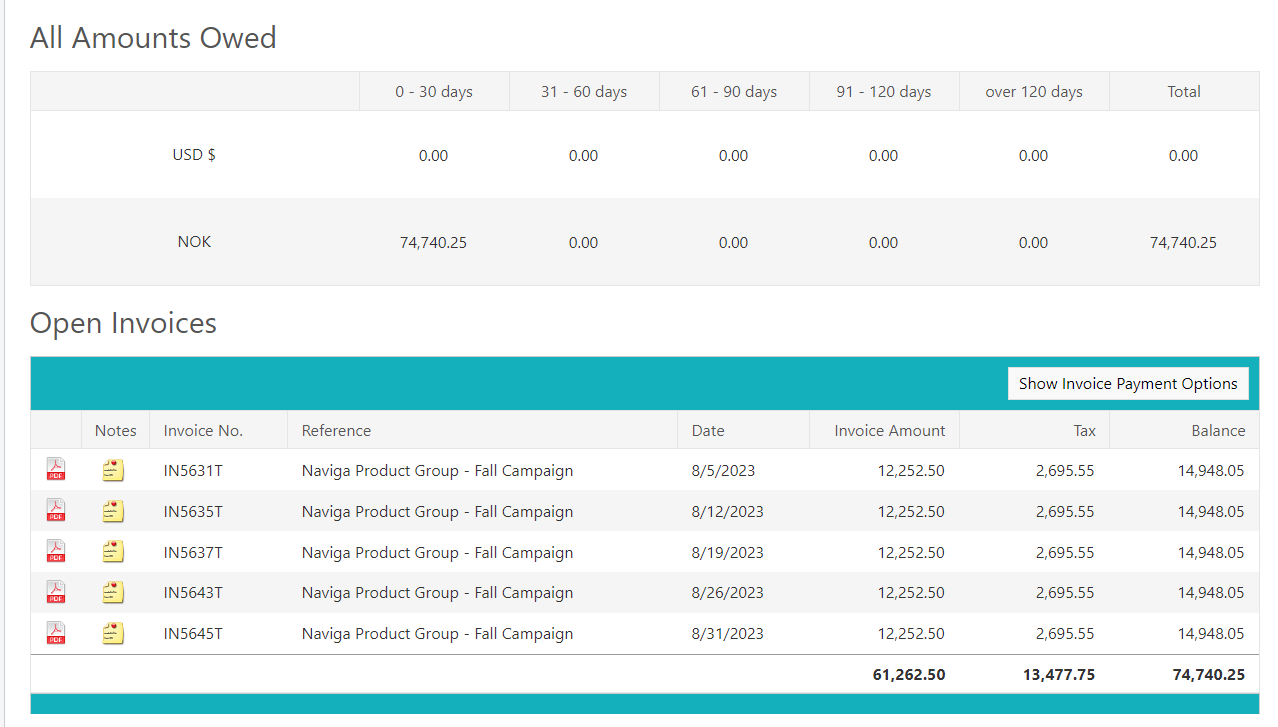 All Amounts Owed
0 - 30 days 31 - 60 days 61 - 90 days 91 - 120 days over 120 days Total
USD $ 0.00 0.00 0.00 0.00 0.00 0.00
NOK 74,740.25 0.00 0.00 0.00 0.00 74,740.25
Open Invoices
Show Invoice Payment Options
Notes Invoice No. Reference Date Invoice Amount Tax Balance
PDF IN5631T Naviga Product Group - Fall Campaign 8/5/2023 12,252.50 2,695.55 14,948.05
PDF IN5635T Naviga Product Group - Fall Campaign 8/12/2023 12,252.50 2,695.55 14,948.05
PDF IN5637T Naviga Product Group - Fall Campaign 8/19/2023 12,252.50 2,695.55 14,948.05
PDF IN5643T Naviga Product Group - Fall Campaign 8/26/2023 12,252.50 2,695.55 14,948.05
PDF IN5645T Naviga Product Group - Fall Campaign 8/31/2023 12,252.50 2,695.55 14,948.05
61,262.50 13,477.75 74,740.25